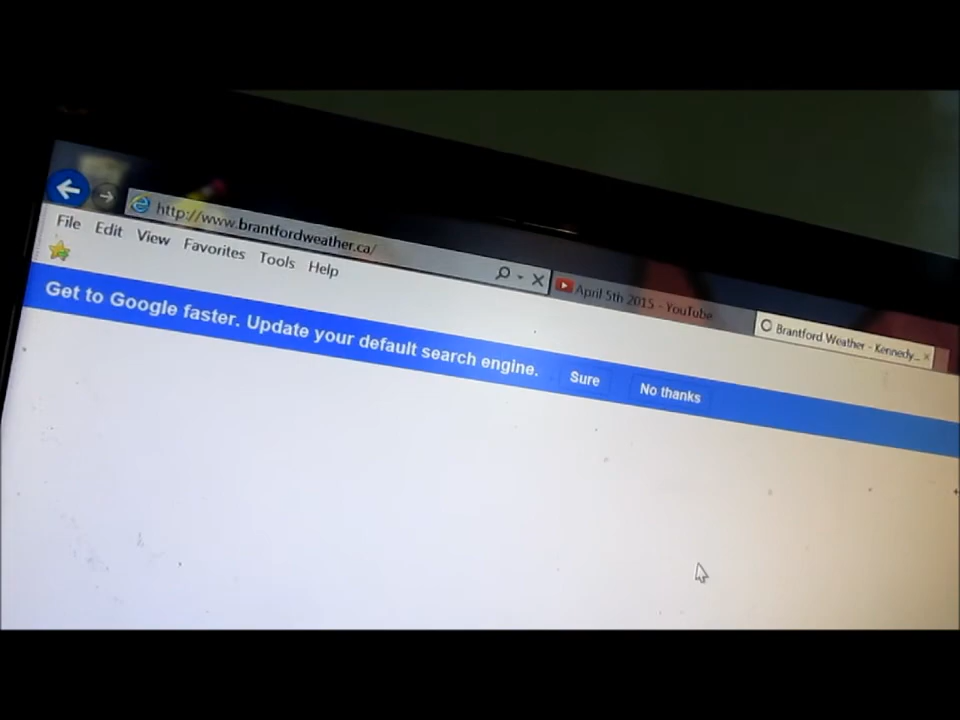 http://www.brantfordweather.ca/
April 5th 2015 - YouTube
Brantford Weather - Kennedy...
File Edit View Favorites Tools Help
Get to Google faster. Update your default search engine. Sure No thanks